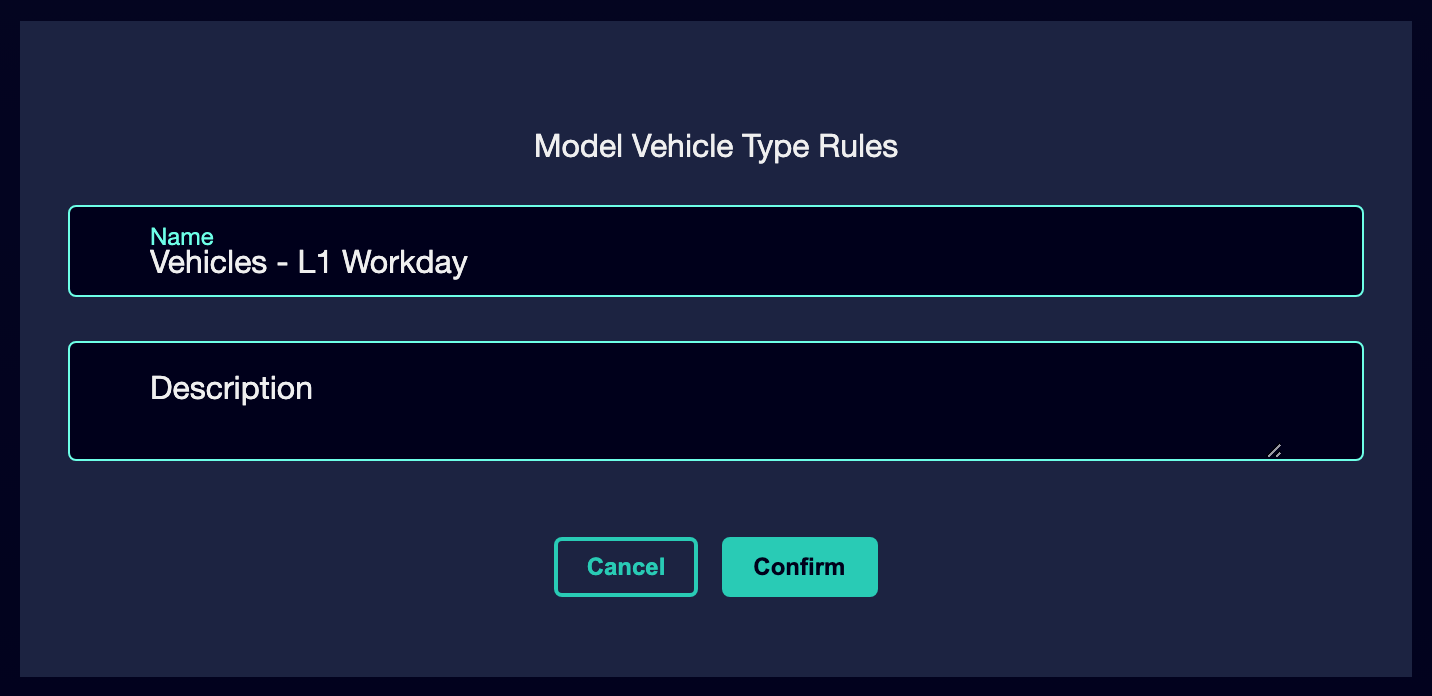 Model Vehicle Type Rules
Name
Vehicles - L1 Workday
Description
Cancel
Confirm